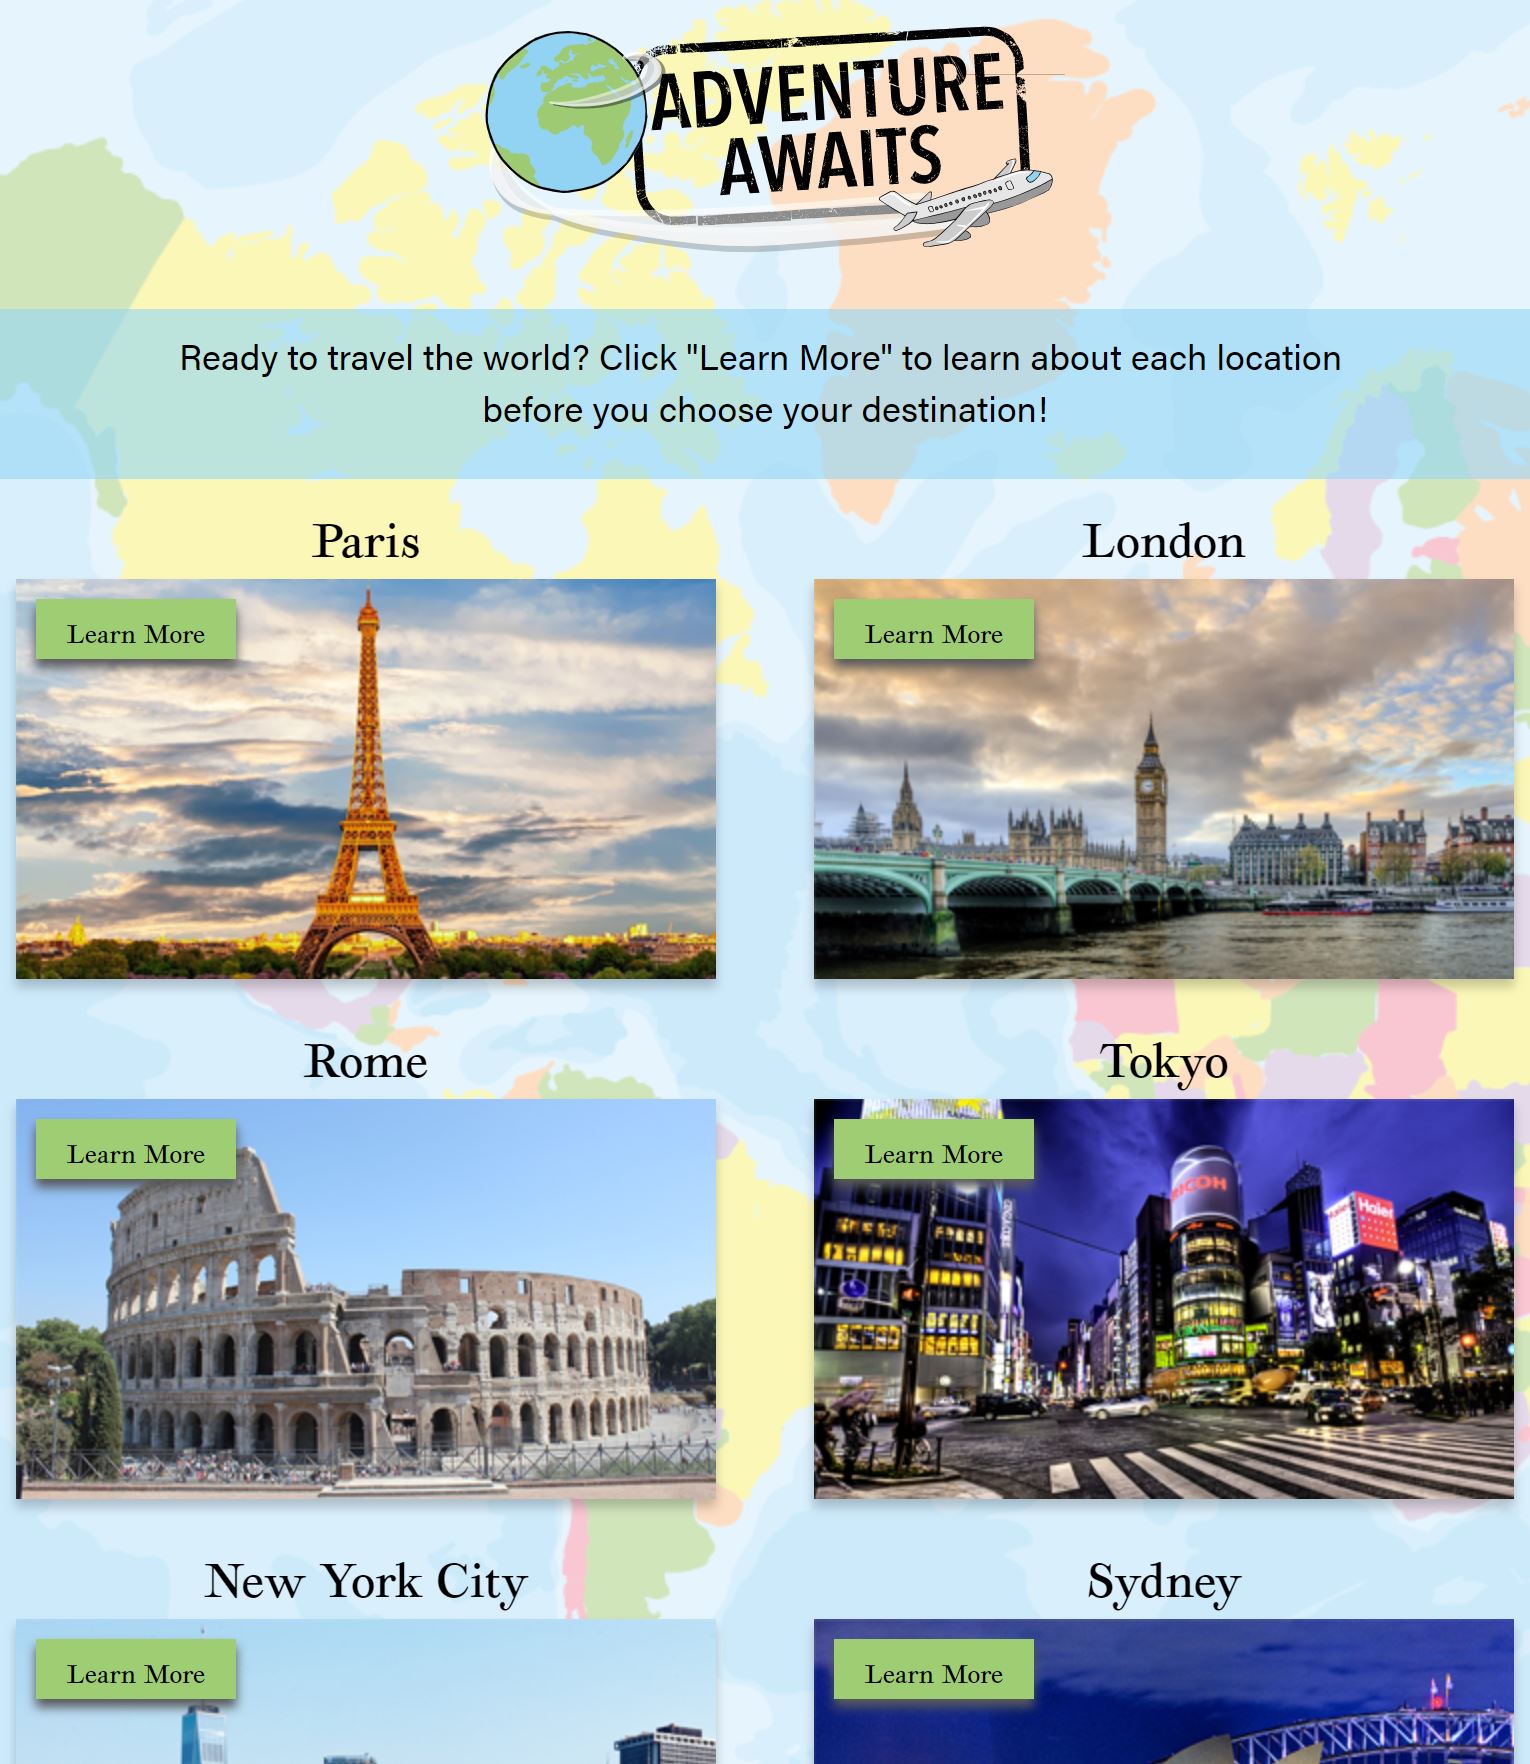 ADVENTURE
AWAITS
Ready to travel the world? Click "Learn More" to learn about each location
before you choose your destination!
Paris
London
Learn More
Learn More
Rome
Tokyo
Learn More
Learn More
RICOH
Haier
New York City
Sydney
Learn More
Learn More